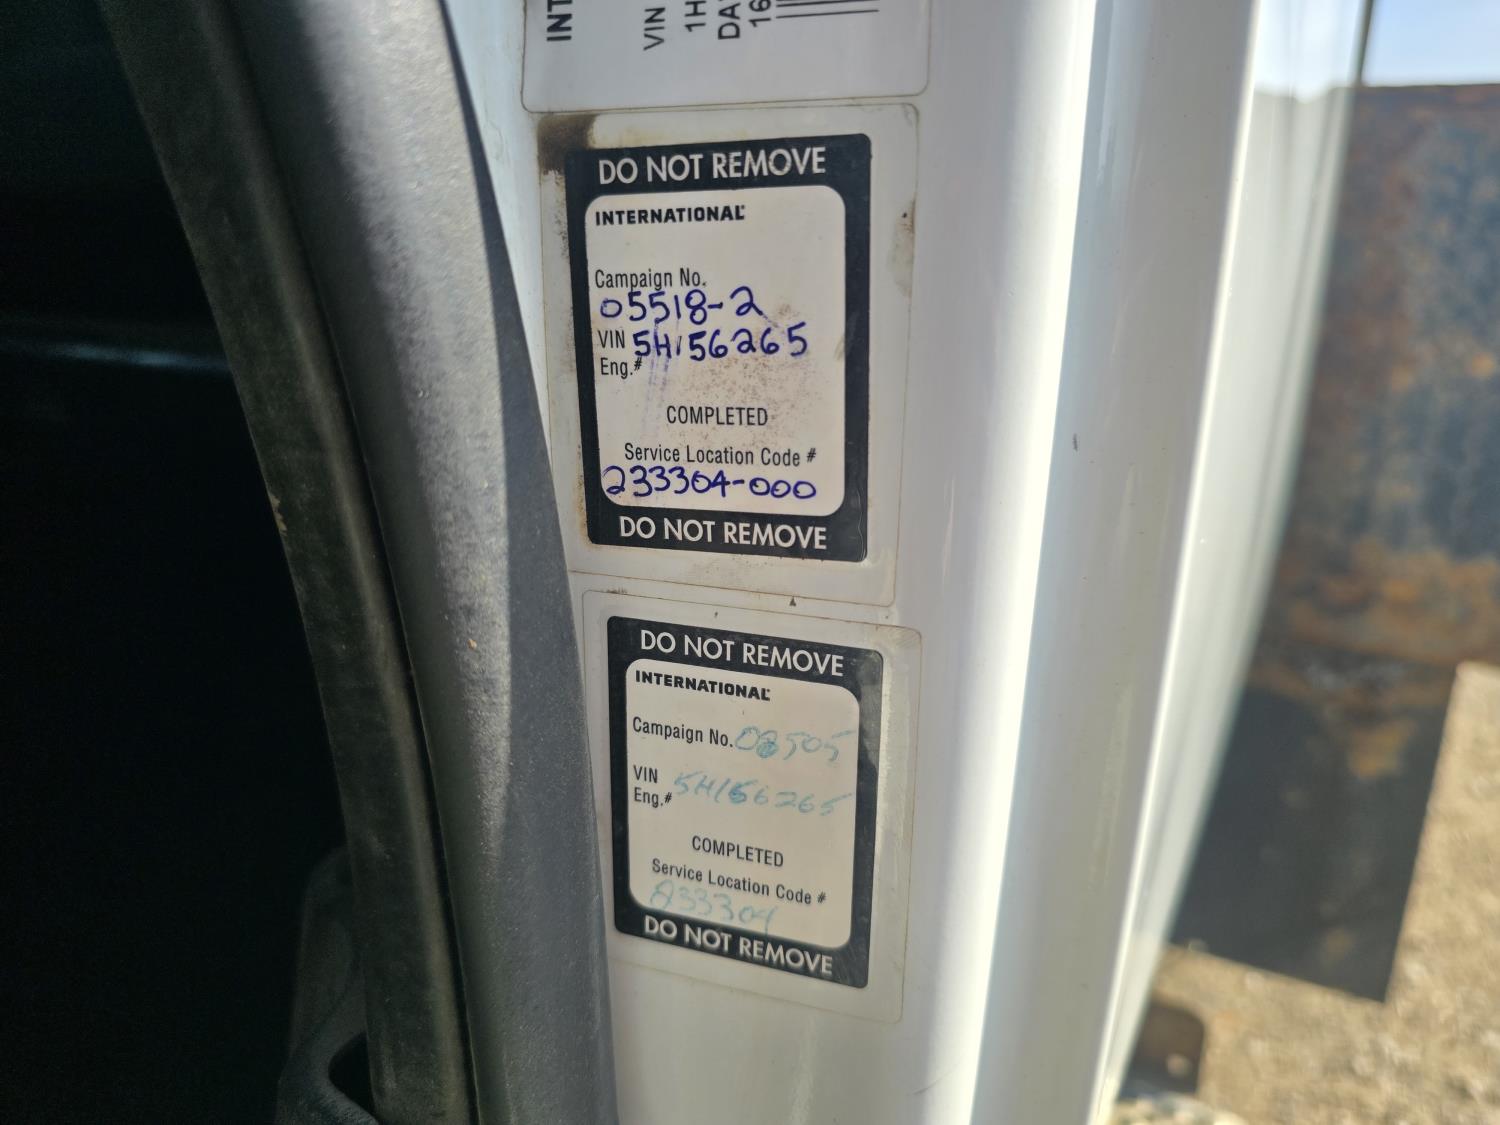 INT
VIN
1H
DA
16
DO NOT REMOVE
INTERNATIONAL
Campaign No.
05518-2
VIN 5H156265
Eng.#
COMPLETED
Service Location Code #
233304-000
DO NOT REMOVE
DO NOT REMOVE
INTERNATIONAL
Campaign No. 08505
VIN 5H156265
Eng.#
COMPLETED
Service Location Code #
233304
DO NOT REMOVE